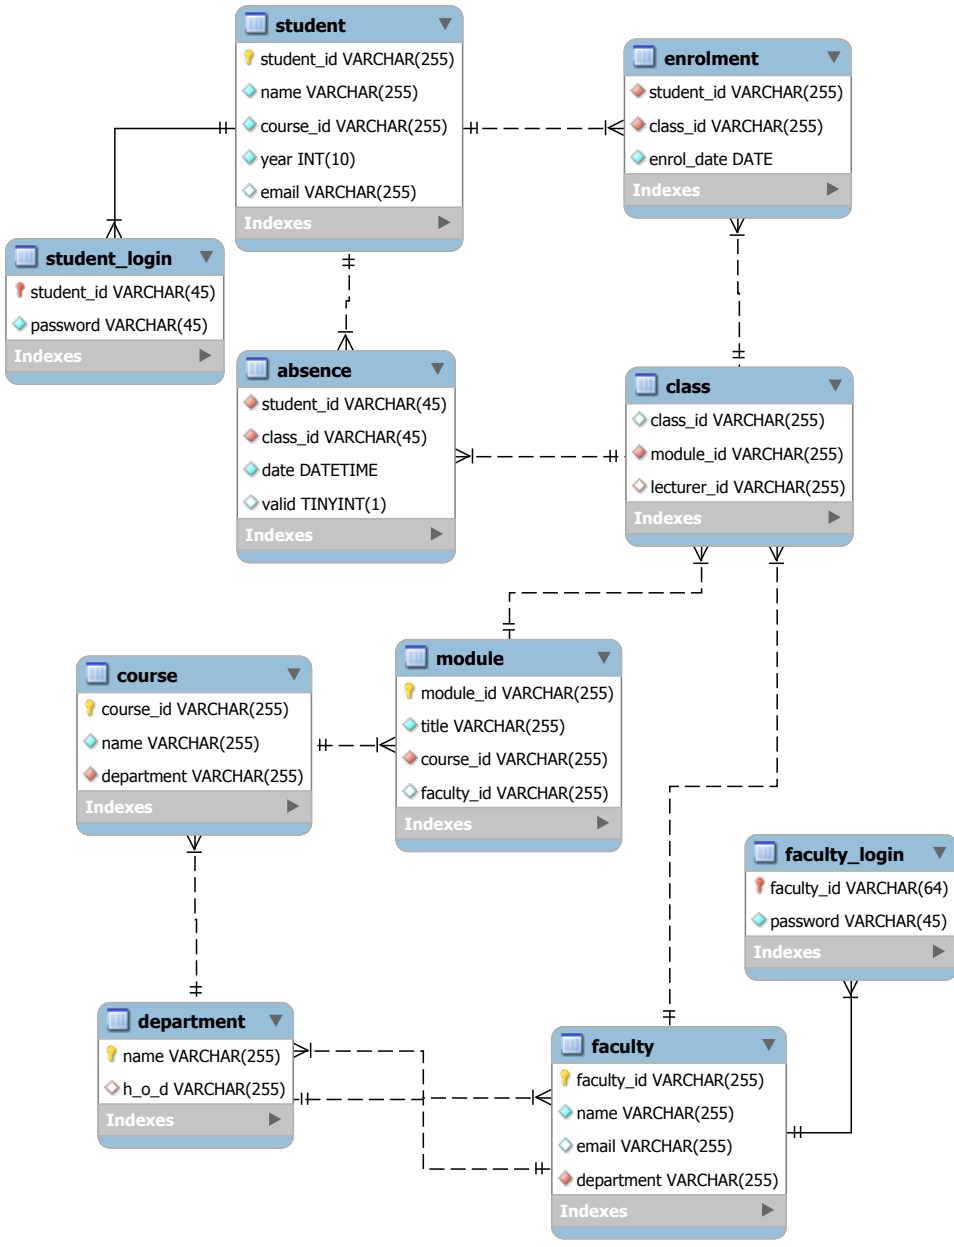 student
student_id VARCHAR(255)
name VARCHAR(255)
course_id VARCHAR(255)
year INT(10)
email VARCHAR(255)
Indexes
enrolment
student_id VARCHAR(255)
class_id VARCHAR(255)
enrol_date DATE
Indexes
student_login
student_id VARCHAR(45)
password VARCHAR(45)
Indexes
absence
student_id VARCHAR(45)
class_id VARCHAR(45)
date DATETIME
valid TINYINT(1)
Indexes
class
class_id VARCHAR(255)
module_id VARCHAR(255)
lecturer_id VARCHAR(255)
Indexes
course
course_id VARCHAR(255)
name VARCHAR(255)
department VARCHAR(255)
Indexes
module
module_id VARCHAR(255)
title VARCHAR(255)
course_id VARCHAR(255)
faculty_id VARCHAR(255)
Indexes
faculty_login
faculty_id VARCHAR(64)
password VARCHAR(45)
Indexes
department
name VARCHAR(255)
h_o_d VARCHAR(255)
Indexes
faculty
faculty_id VARCHAR(255)
name VARCHAR(255)
email VARCHAR(255)
department VARCHAR(255)
Indexes